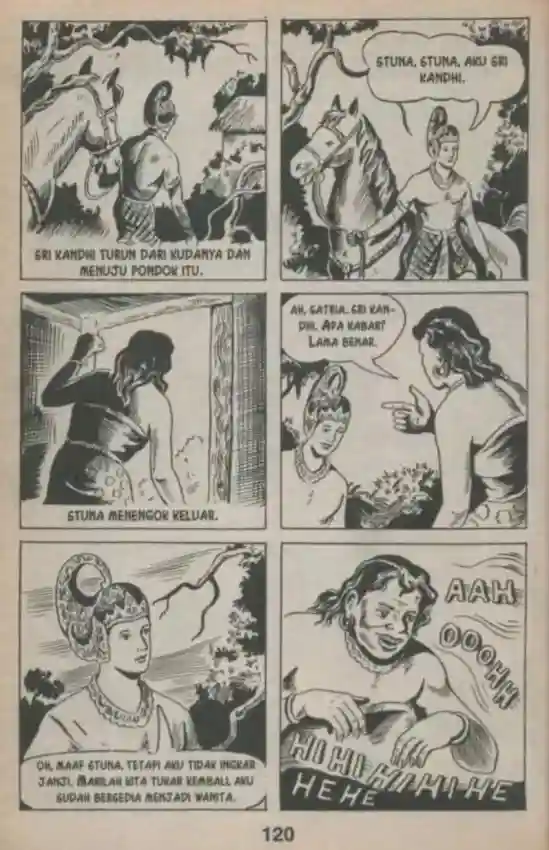 SRI KANDHI TURUN DARI KUDANYA DAN
MENUJU PONDOK ITU.
STUNA, STUNA, AKU SRI
KANDHI.
STUNA MENENGOK KELUAR.
AH, SATRIA. SRI KAN-
DHI. APA KABAR?
LAMA BENAR.
OH, MAAF STUNA, TETAPI AKU TIDAK INGKAR
JANJI. MARILAH KITA TUKAR KEMBALI. AKU
SUDAH BERSEDIA MENJADI WANITA.
AAH
OOOHH
HI HI HI HI HI HE
HE HE
120